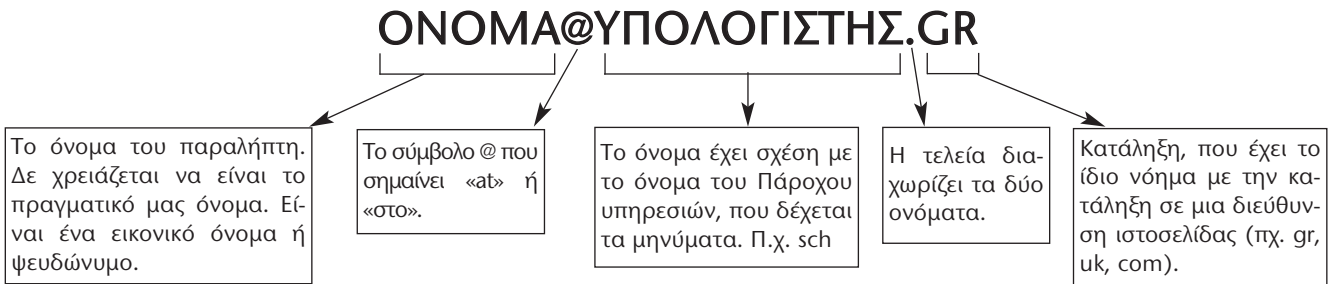 ΟΝΟΜΑ@ΥΠΟΛΟΓΙΣΤΗΣ.GR
Το όνομα του παραλήπτη.
Δε χρειάζεται να είναι το
πραγματικό μας όνομα. Εί-
ναι ένα εικονικό όνομα ή
ψευδώνυμο.
Το σύμβολο @ που
σημαίνει «at» ή
«στο».
Το όνομα έχει σχέση με
το όνομα του Πάροχου
υπηρεσιών, που δέχεται
τα μηνύματα. Π.χ. sch
Η τελεία δια-
χωρίζει τα δύο
ονόματα.
Κατάληξη, που έχει το
ίδιο νόημα με την κα-
τάληξη σε μια διεύθυν-
ση ιστοσελίδας (πχ. gr,
uk, com).